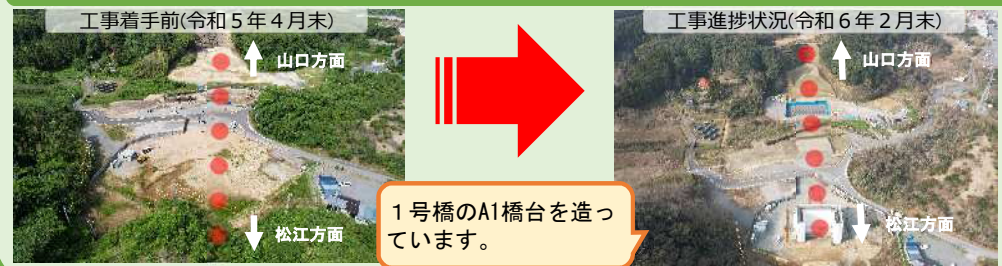 工事着手前(令和５年４月末)
山口方面
松江方面
工事進捗状況(令和６年２月末)
山口方面
松江方面
１号橋のA1橋台を造っ
ています。